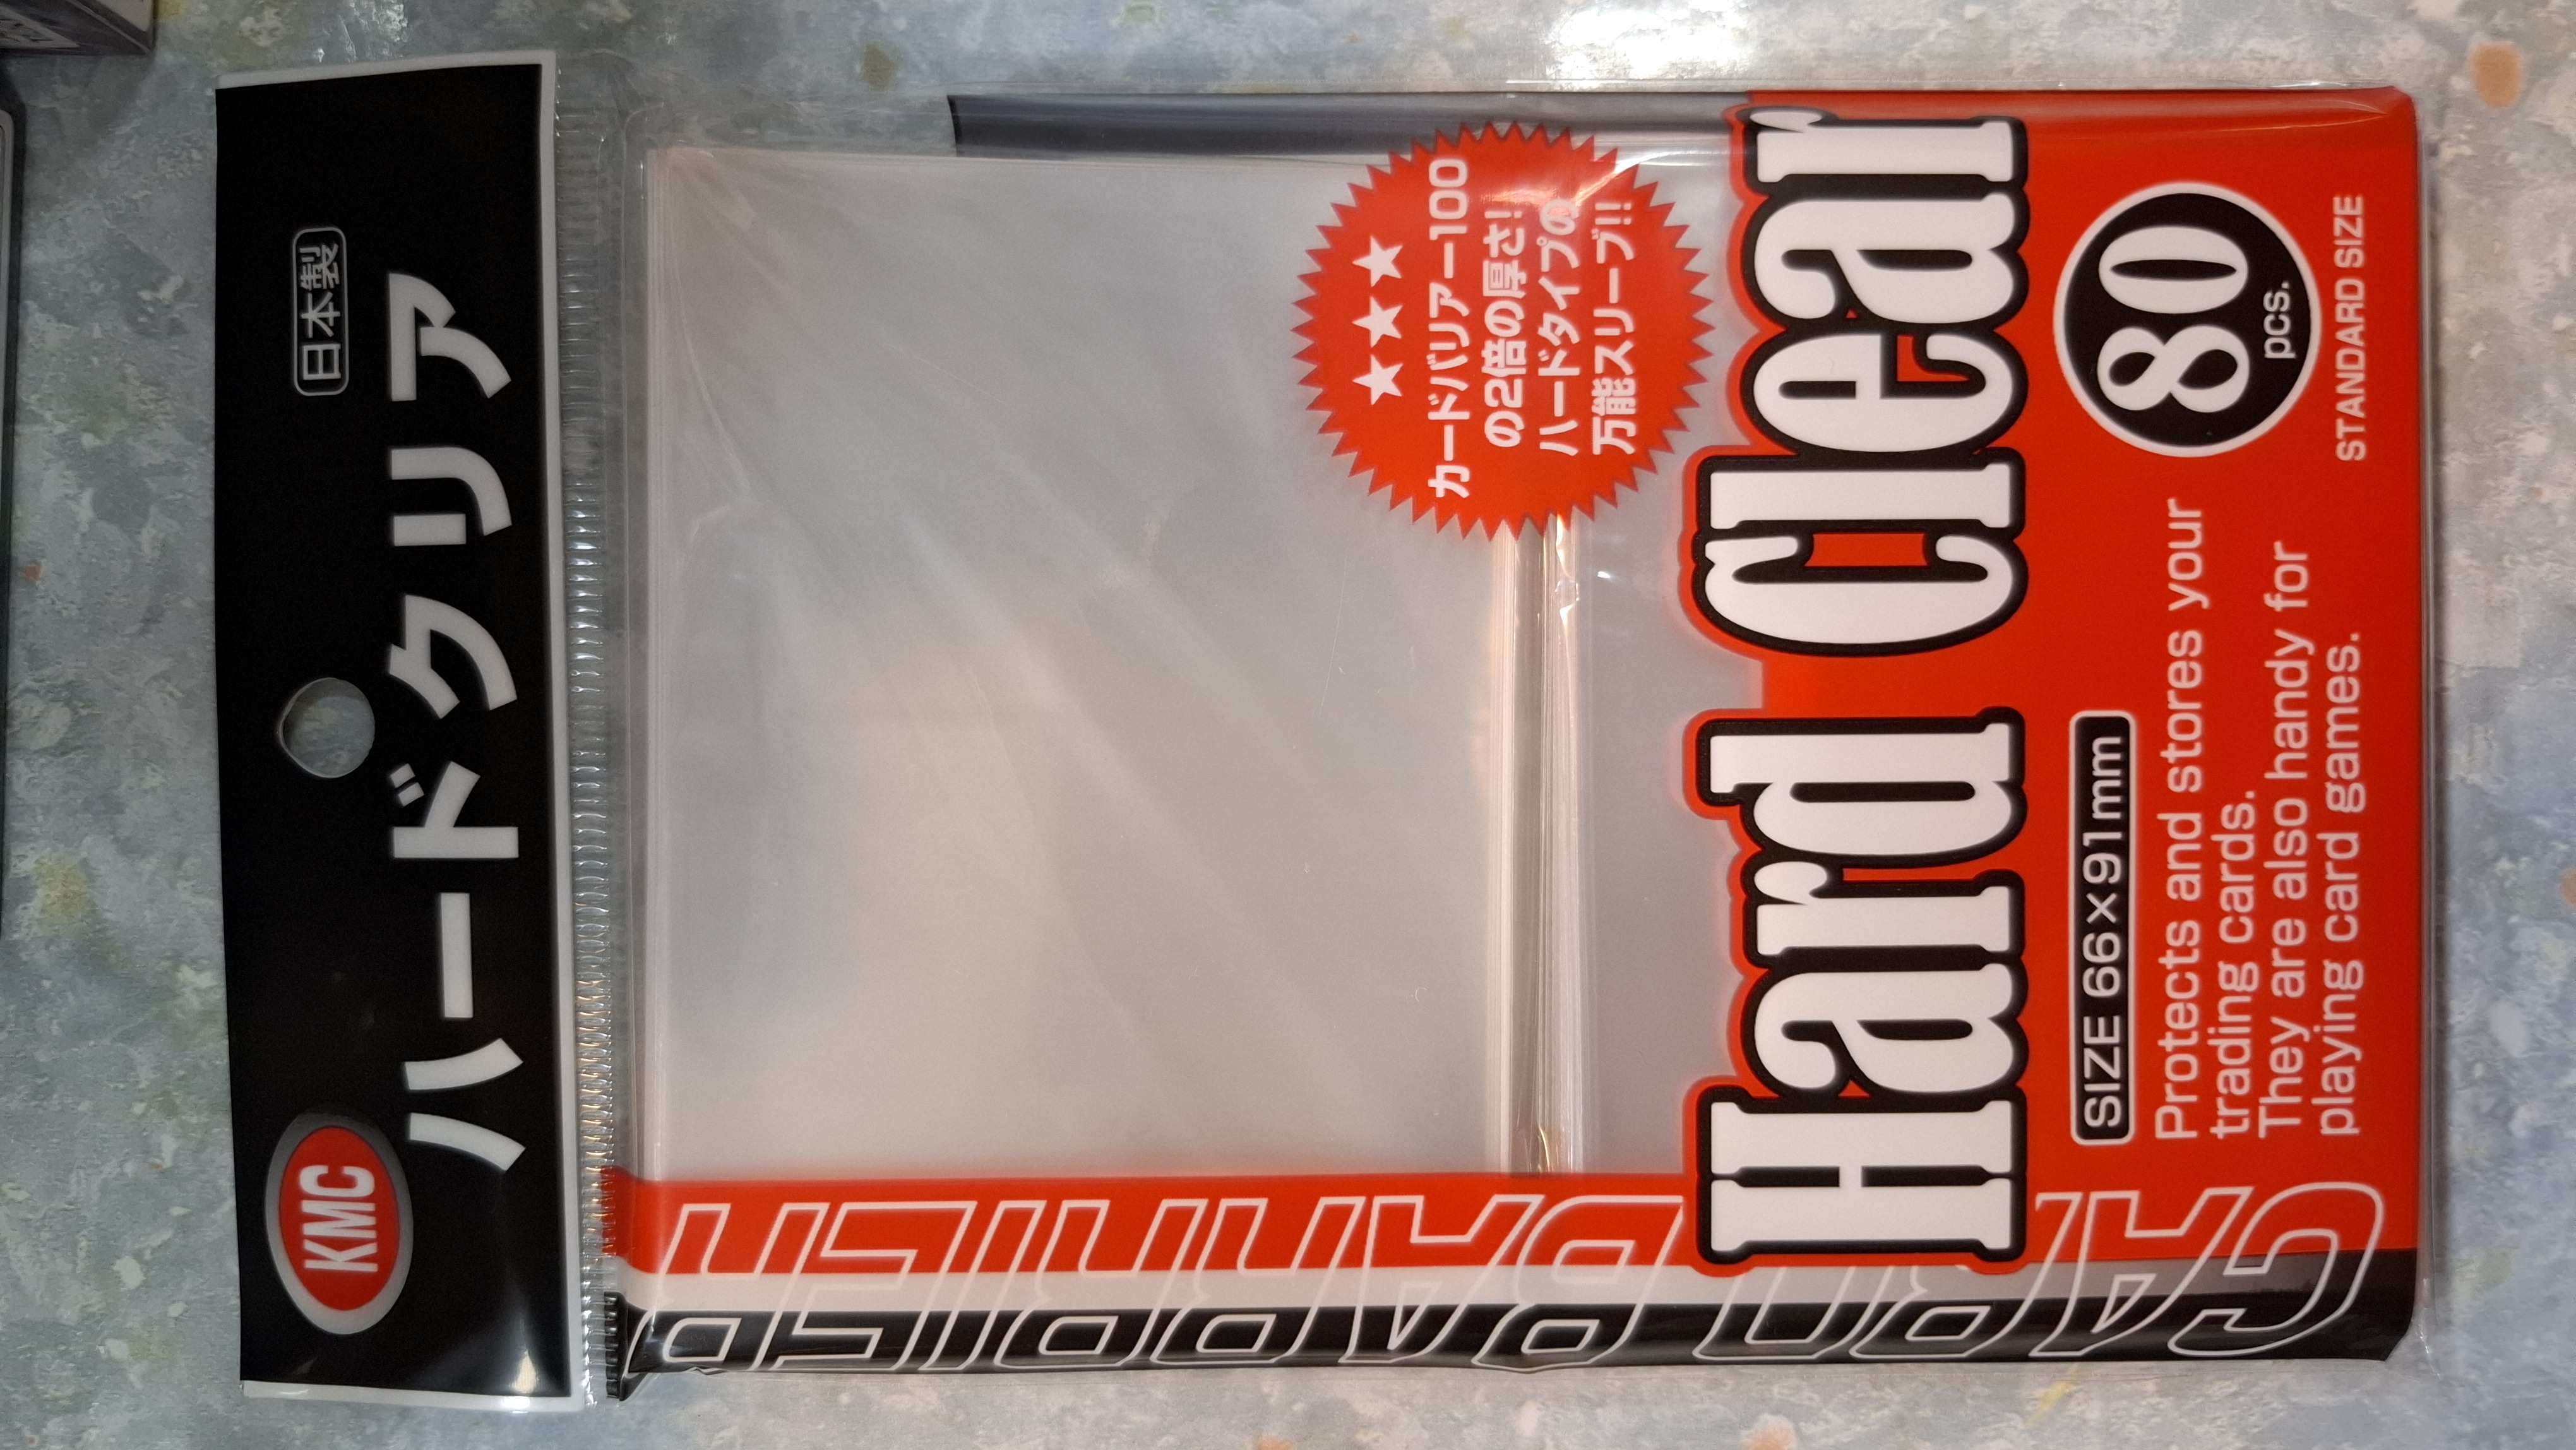 KMC
日本製
ハードクリア
★★★
カードバリアー100
の2倍の厚さ!
ハードタイプの
万能スリーブ!!
CARD BARRIER
Hard Clear
SIZE 66×91mm
80
pcs.
Protects and stores your
trading cards.
They are also handy for
playing card games.
STANDARD SIZE